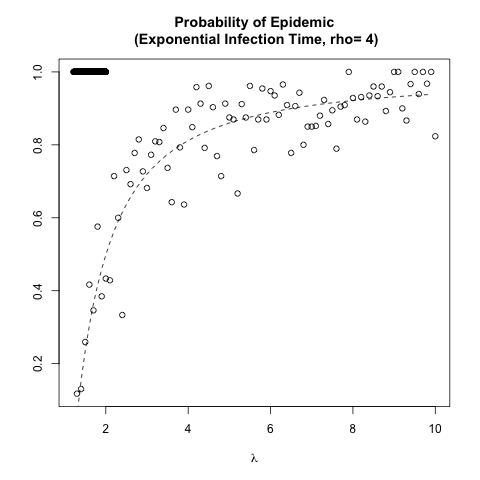 Probability of Epidemic
(Exponential Infection Time, rho= 4)
1.0
0.8
0.6
0.4
0.2
2 4 6 8 10
λ